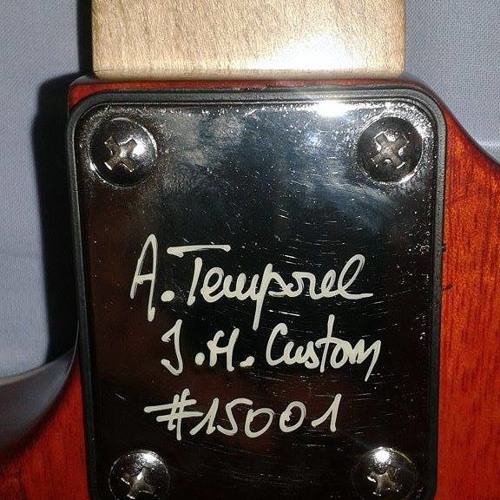 A. Temporel
J.H. Custom
#15001